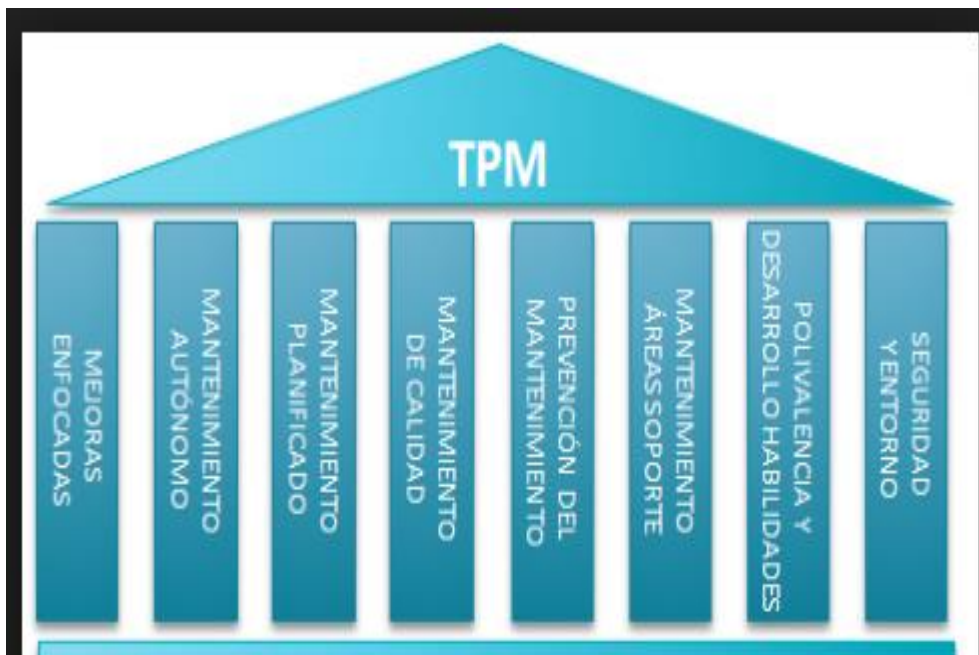 TPM
MEJORAS
ENFOCADAS
MANTENIMIENTO
AUTÓNOMO
MANTENIMIENTO
PLANIFICADO
MANTENIMIENTO
DE CALIDAD
PREVENCIÓN DEL
MANTENIMIENTO
MANTENIMIENTO
ÁREAS SOPORTE
POLIVALENCIA Y
DESARROLLO HABILIDADES
SEGURIDAD
Y ENTORNO